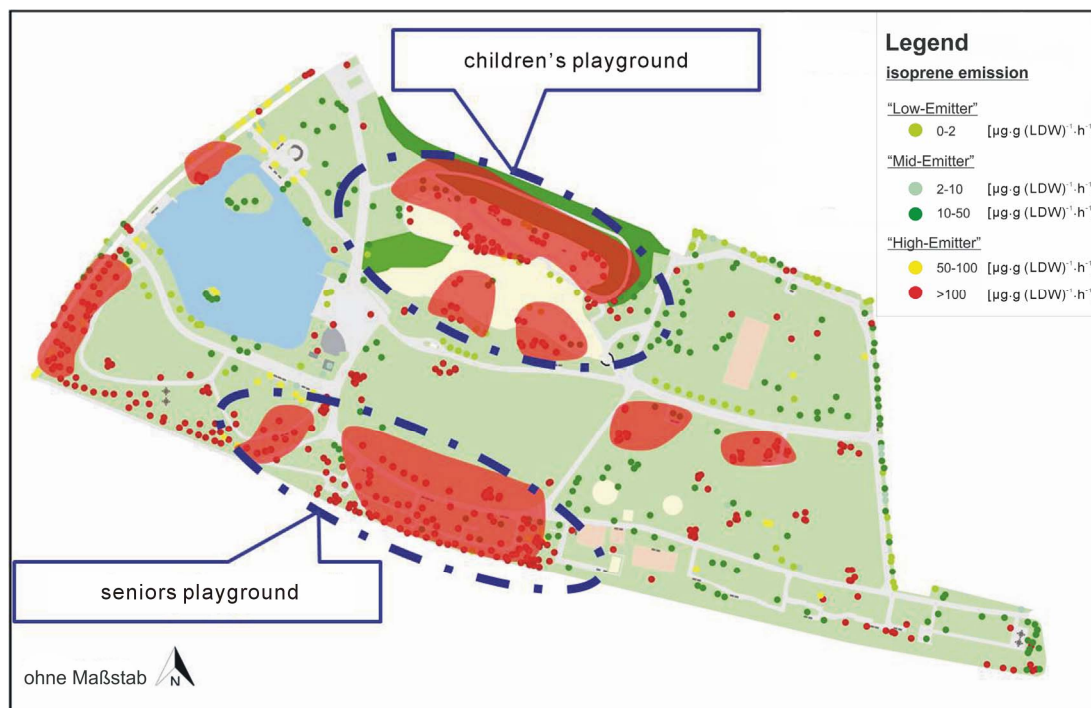 children's playground
Legend
isoprene emission
“Low-Emitter”
0-2 [µg·g (LDW)⁻¹·h⁻¹
“Mid-Emitter”
2-10 [µg·g (LDW)⁻¹·h⁻¹
10-50 [µg·g (LDW)⁻¹·h⁻¹
“High-Emitter”
50-100 [µg·g (LDW)⁻¹·h⁻¹
>100 [µg·g (LDW)⁻¹·h⁻¹
seniors playground
ohne Maßstab N